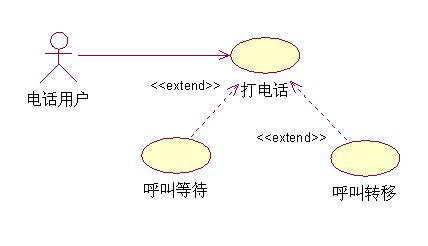 电话用户
打电话
<<extend>>
<<extend>>
呼叫等待
呼叫转移